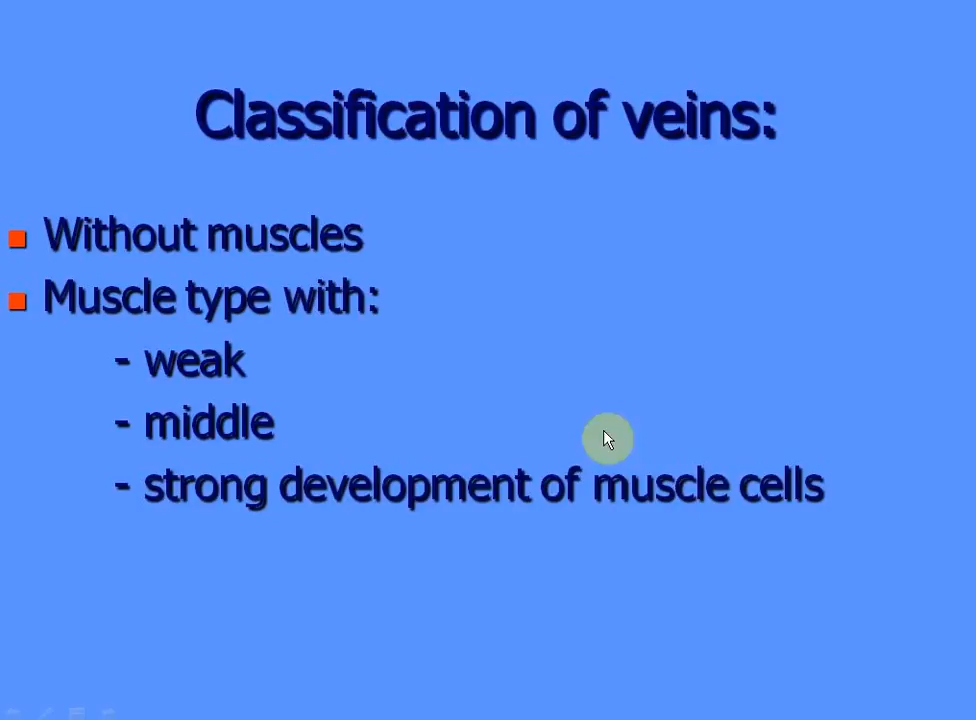 Classification of veins:
Without muscles
Muscle type with:
- weak
- middle
- strong development of muscle cells